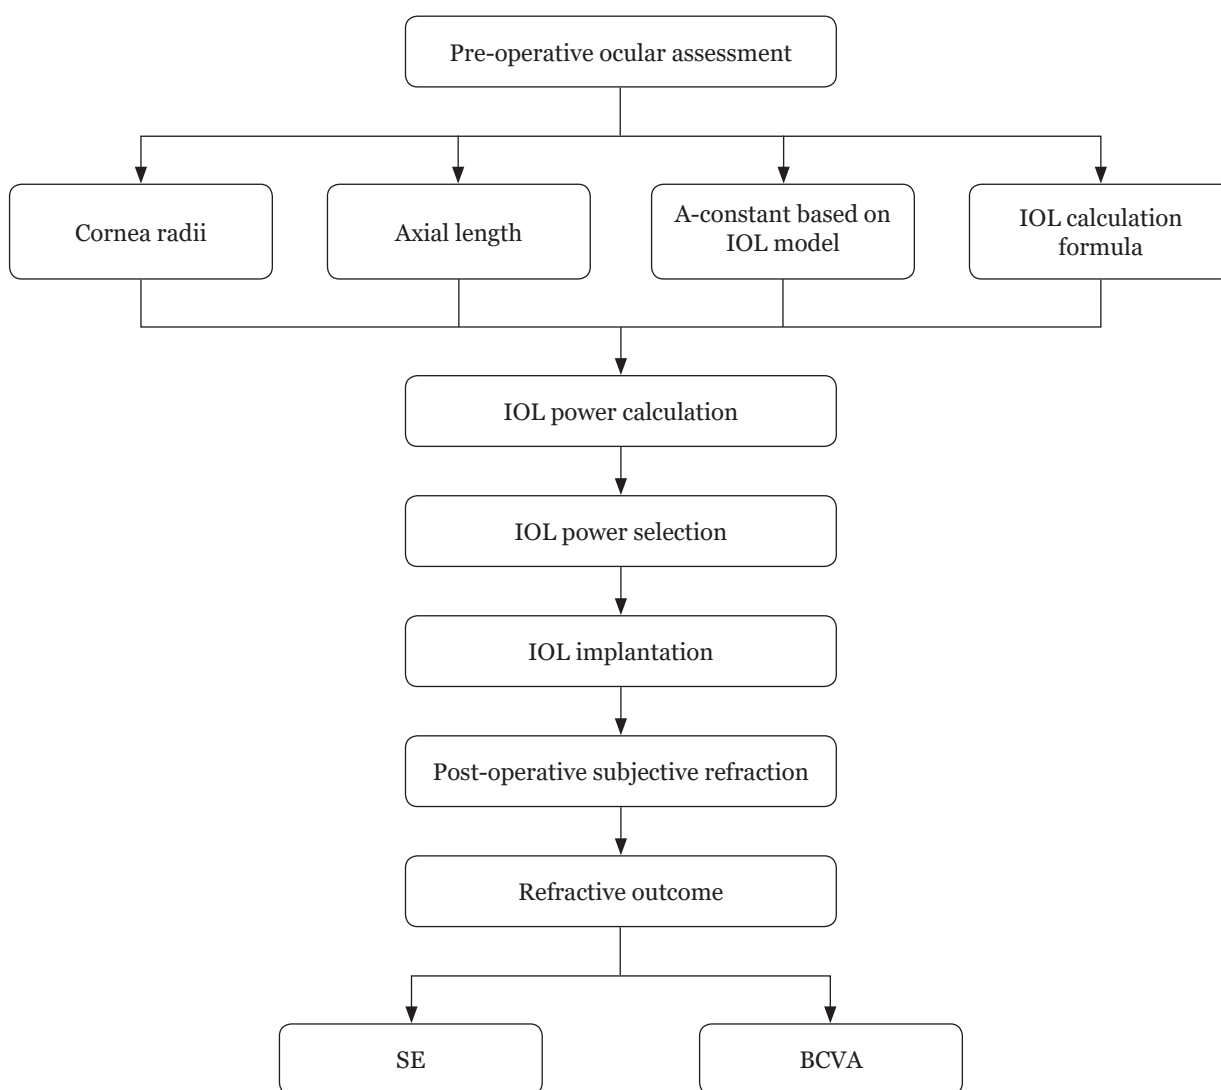 Pre-operative ocular assessment
Cornea radii
Axial length
A-constant based on
IOL model
IOL calculation
formula
IOL power calculation
IOL power selection
IOL implantation
Post-operative subjective refraction
Refractive outcome
SE
BCVA